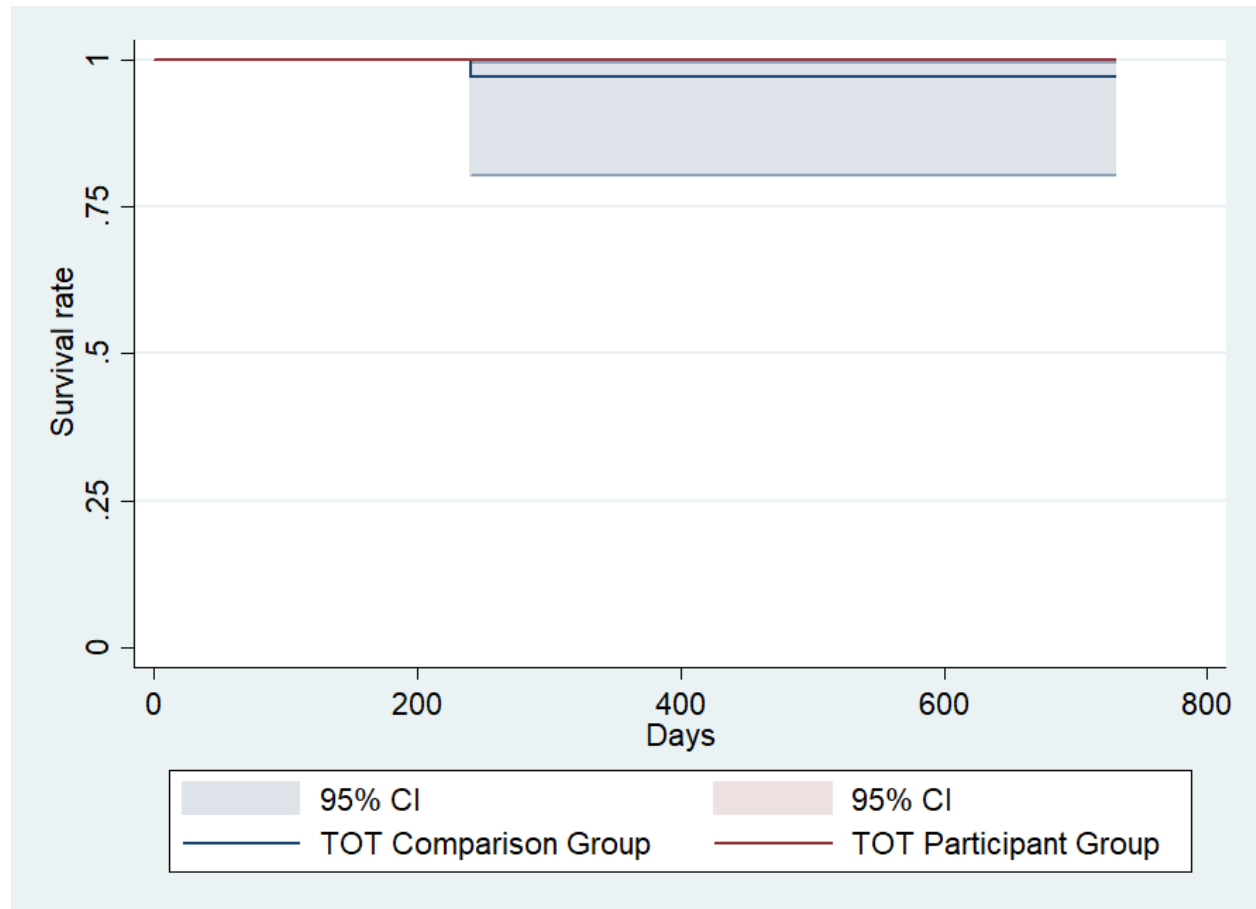 1
.75
.5
.25
0
Survival rate
0 200 400 600 800
Days
95% CI 95% CI
TOT Comparison Group TOT Participant Group